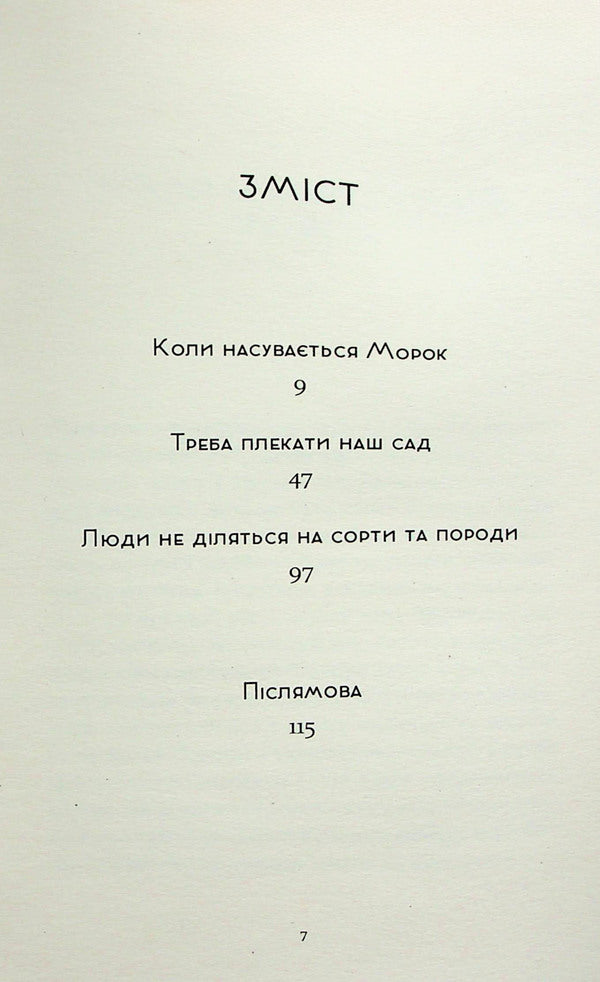 Зміст
Коли насувається Морок
9
Треба плекати наш сад
47
Люди не діляться на сорти та породи
97
Післямова
115
7